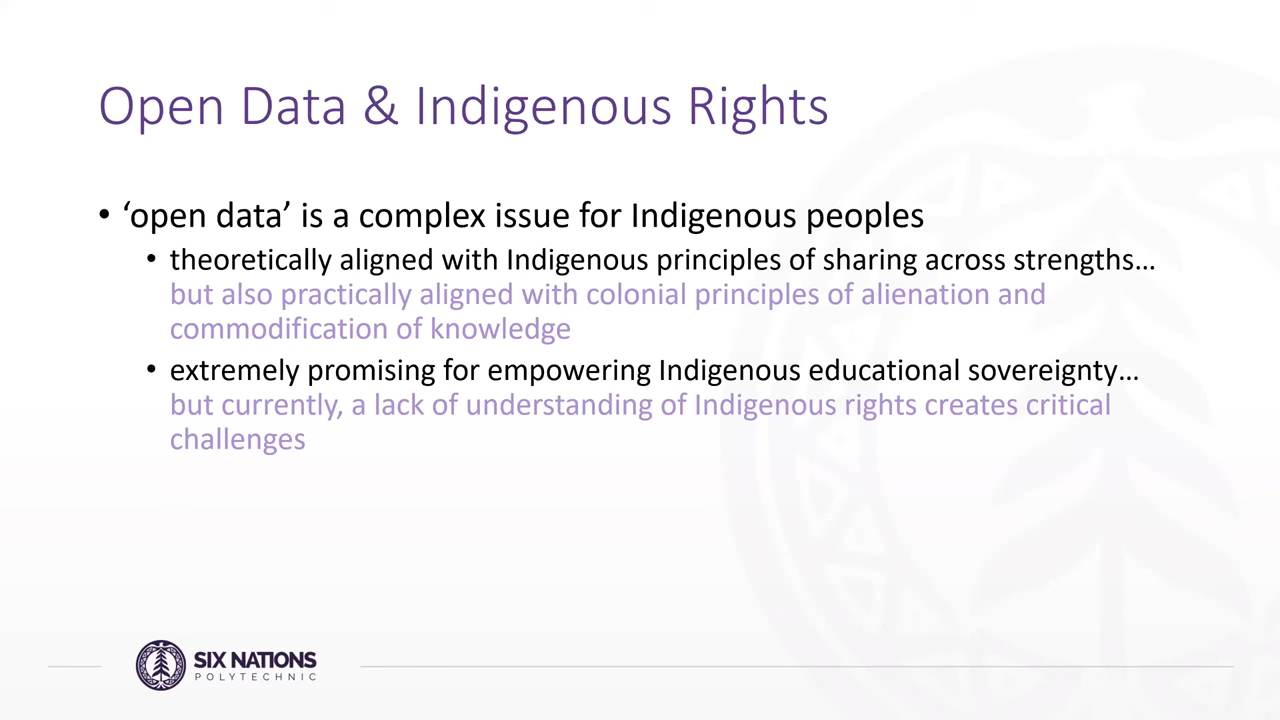 Open Data & Indigenous Rights
• ‘open data’ is a complex issue for Indigenous peoples
• theoretically aligned with Indigenous principles of sharing across strengths…
but also practically aligned with colonial principles of alienation and
commodification of knowledge
• extremely promising for empowering Indigenous educational sovereignty…
but currently, a lack of understanding of Indigenous rights creates critical
challenges
SIX NATIONS
POLYTECHNIC